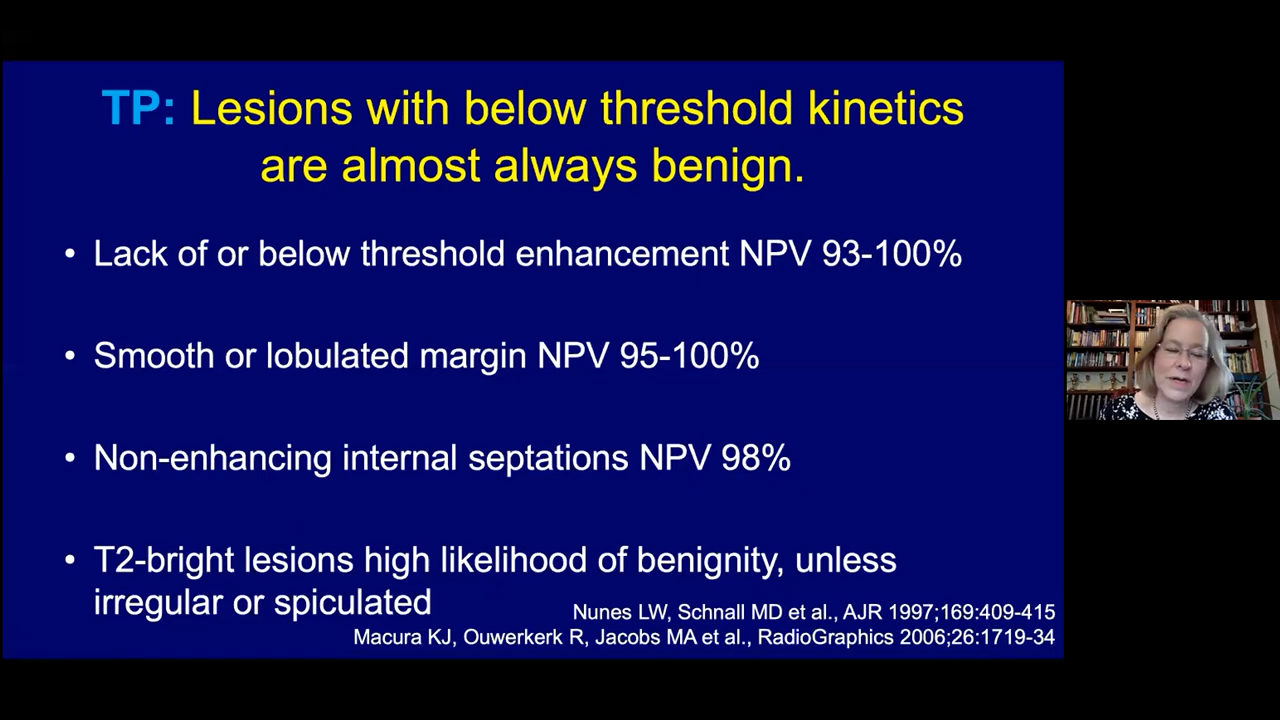 TP: Lesions with below threshold kinetics
are almost always benign.
• Lack of or below threshold enhancement NPV 93-100%
• Smooth or lobulated margin NPV 95-100%
• Non-enhancing internal septations NPV 98%
• T2-bright lesions high likelihood of benignity, unless
irregular or spiculated
Nunes LW, Schnall MD et al., AJR 1997;169:409-415
Macura KJ, Ouwerkerk R, Jacobs MA et al., RadioGraphics 2006;26:1719-34